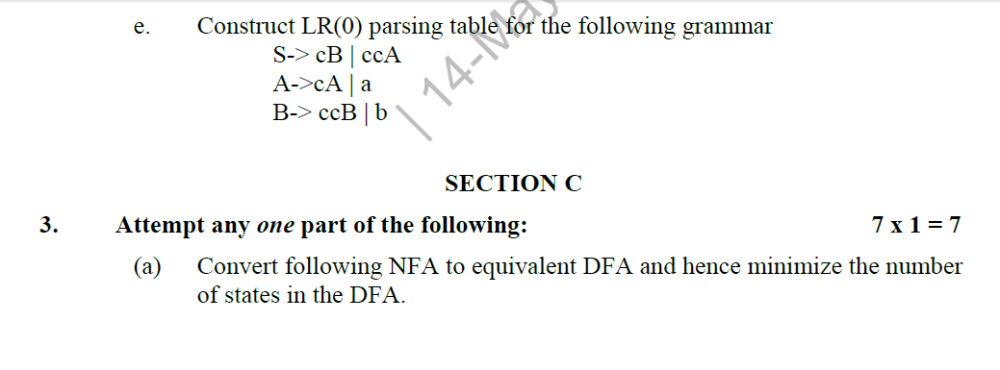 e. Construct LR(0) parsing table for the following grammar
S-> cB | ccA
A->cA | a
B-> ccB | b
| 14-May
SECTION C
3. Attempt any one part of the following: 7 x 1 = 7
(a) Convert following NFA to equivalent DFA and hence minimize the number
of states in the DFA.